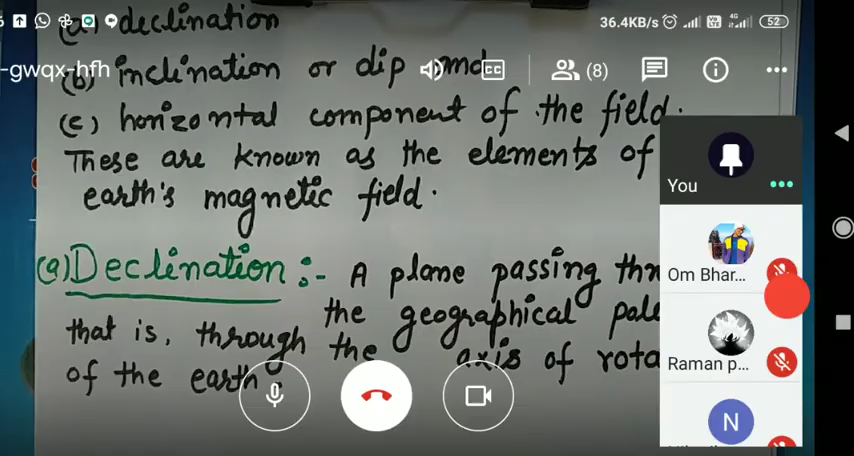 36.4KB/s 4G 52
(a) declination
-gwqx-hfh CC (8)
(b) inclination or dip and
(c) horizontal component of the field.
These are known as the elements of
earth's magnetic field.
You
Om Bhar...
Raman p...
N
(a) Declination :- A plane passing
the geographical pole
that is, through the axis of rota
of the earth.